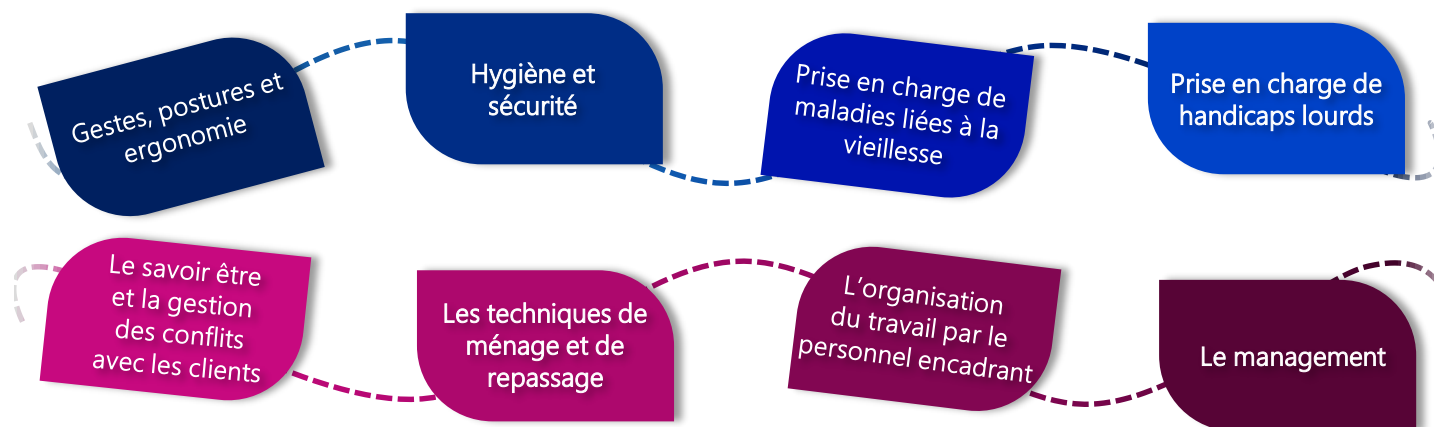 Gestes, postures et
ergonomie
Hygiène et
sécurité
Prise en charge de
maladies liées à la
vieillesse
Prise en charge de
handicaps lourds
Le savoir être
et la gestion
des conflits
avec les clients
Les techniques de
ménage et de
repassage
L’organisation
du travail par le
personnel encadrant
Le management